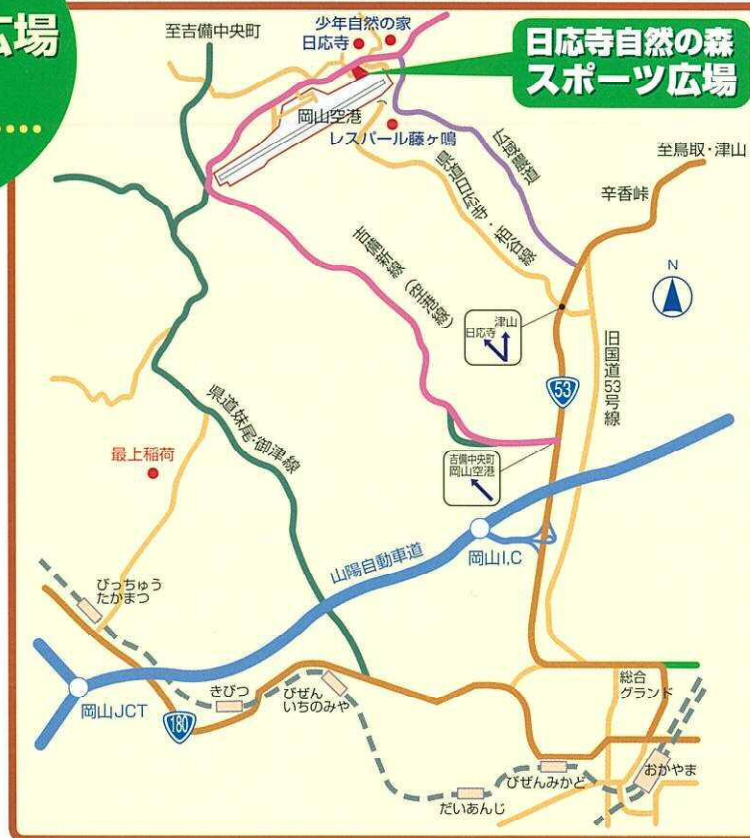 広場
至吉備中央町
少年自然の家
日応寺
日応寺自然の森
スポーツ広場
岡山空港
レスパール藤ヶ鳴
広域農道
至鳥取・津山
県道日応寺・栢谷線
辛香峠
吉備新線(空港線)
N
津山
日応寺
旧国道53号線
53
県道妹尾・御津線
最上稲荷
吉備中央町
岡山空港
山陽自動車道
岡山I,C
びっちゅう
たかまつ
総合
グランド
きびつ
びぜん
いちのみや
岡山JCT
180
おかやま
びぜんみかど
だいあんじ